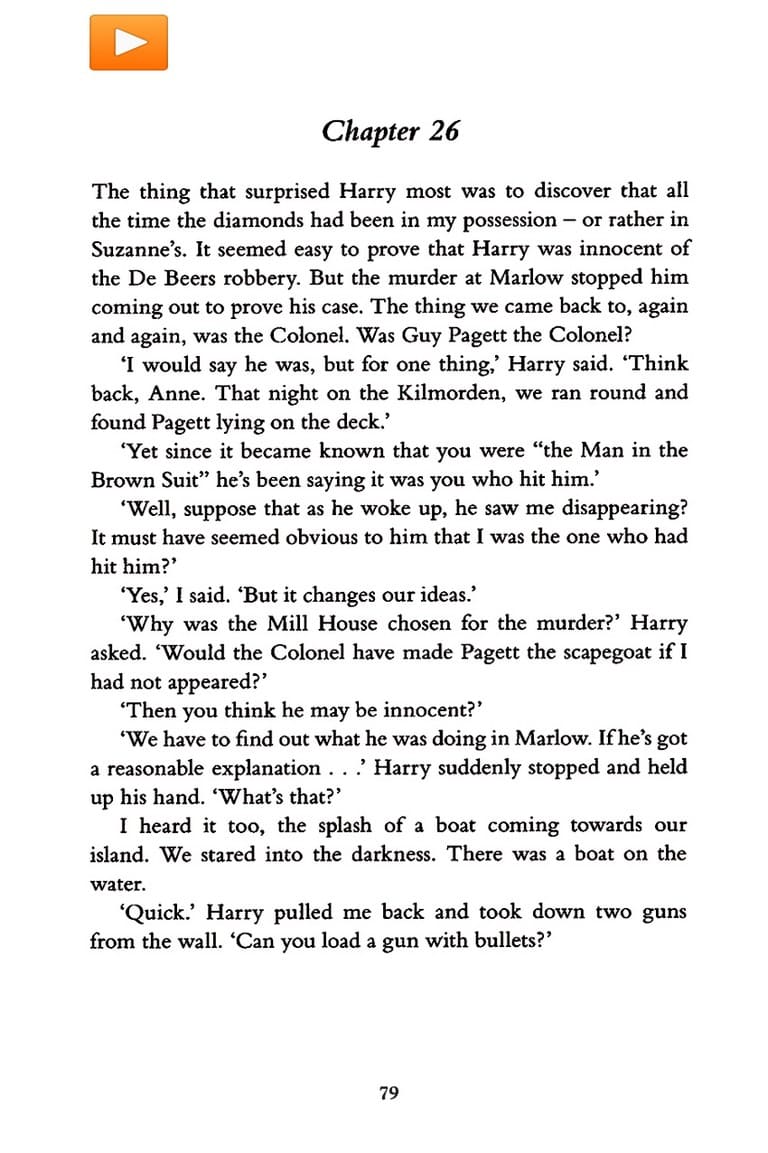 Chapter 26
The thing that surprised Harry most was to discover that all
the time the diamonds had been in my possession – or rather in
Suzanne’s. It seemed easy to prove that Harry was innocent of
the De Beers robbery. But the murder at Marlow stopped him
coming out to prove his case. The thing we came back to, again
and again, was the Colonel. Was Guy Pagett the Colonel?
‘I would say he was, but for one thing,’ Harry said. ‘Think
back, Anne. That night on the Kilmorden, we ran round and
found Pagett lying on the deck.’
‘Yet since it became known that you were “the Man in the
Brown Suit” he’s been saying it was you who hit him.’
‘Well, suppose that as he woke up, he saw me disappearing?
It must have seemed obvious to him that I was the one who had
hit him?’
‘Yes,’ I said. ‘But it changes our ideas.’
‘Why was the Mill House chosen for the murder?’ Harry
asked. ‘Would the Colonel have made Pagett the scapegoat if I
had not appeared?’
‘Then you think he may be innocent?’
‘We have to find out what he was doing in Marlow. If he’s got
a reasonable explanation . . .’ Harry suddenly stopped and held
up his hand. ‘What’s that?’
I heard it too, the splash of a boat coming towards our
island. We stared into the darkness. There was a boat on the
water.
‘Quick.’ Harry pulled me back and took down two guns
from the wall. ‘Can you load a gun with bullets?’
79